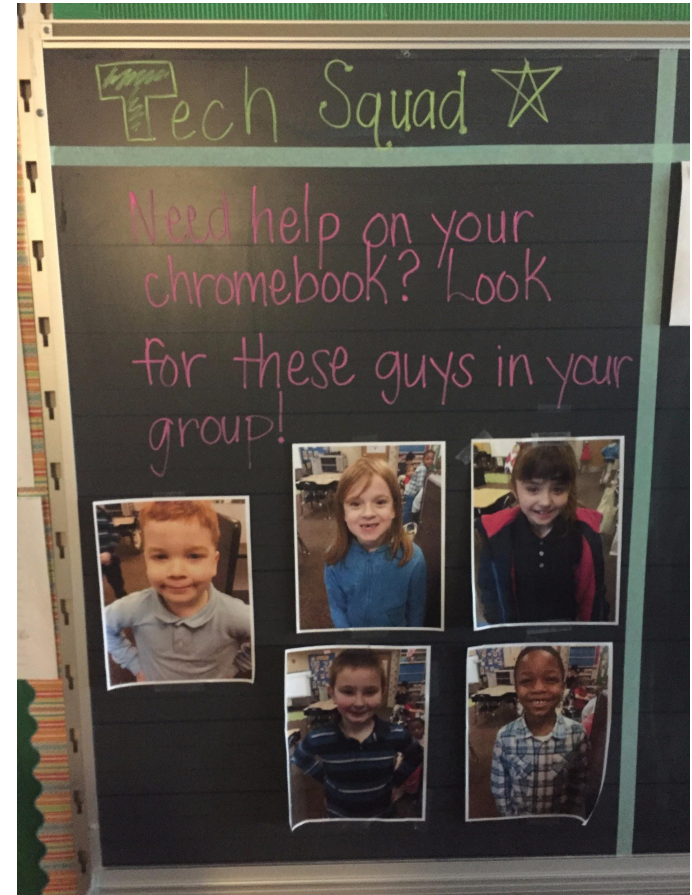 Tech Squad
Need help on your
chromebook? Look
for these guys in your
group!